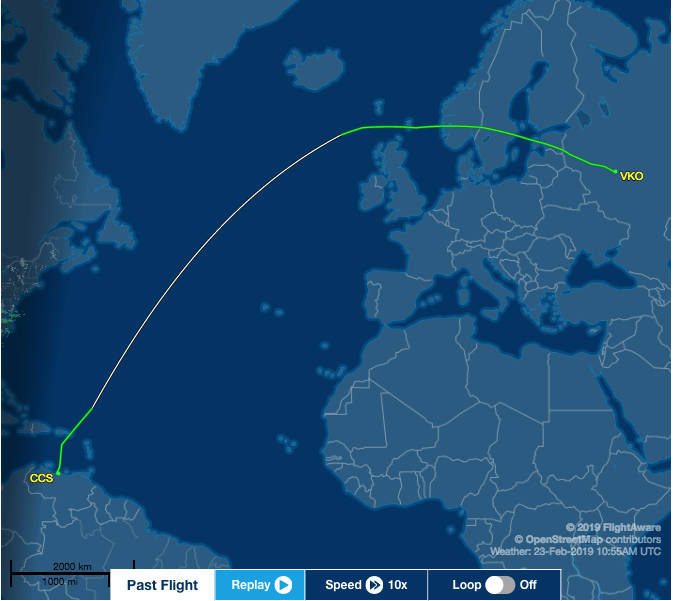 VKO
CCS
© 2019 FlightAware
© OpenStreetMap contributors
Weather: 23-Feb-2019 10:55AM UTC
2000 km
1000 mi
Past Flight
Replay
Speed
10x
Loop
Off